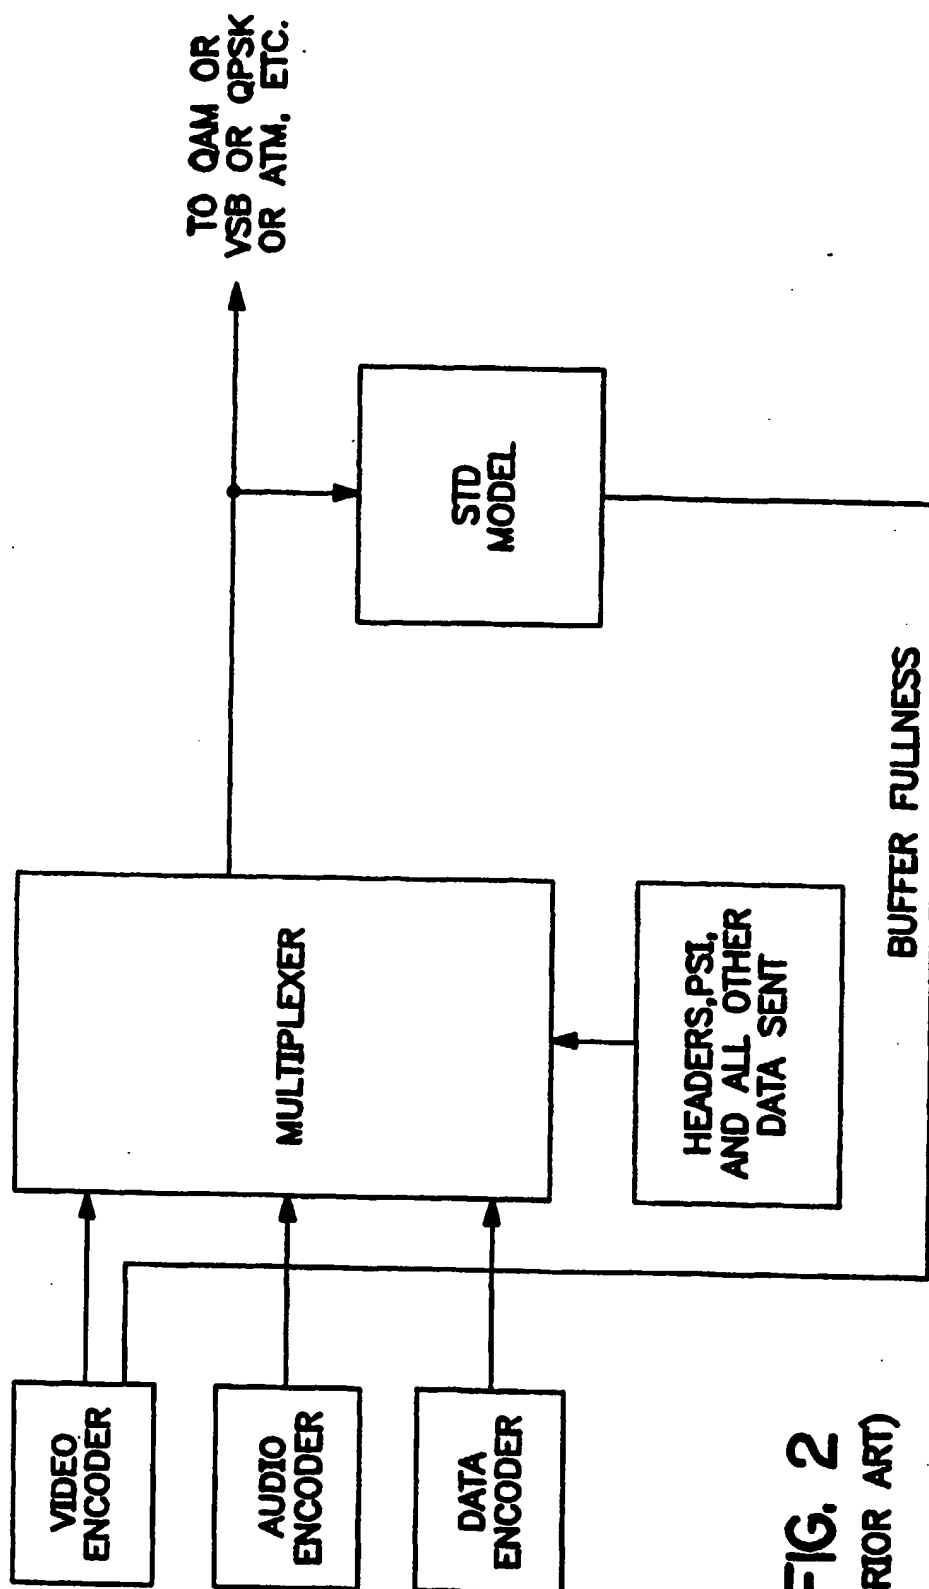 TO QAM OR
VSB OR QPSK
OR ATM, ETC.
VIDEO
ENCODER
AUDIO
ENCODER
DATA
ENCODER
MULTIPLEXER
HEADERS,PSI,
AND ALL OTHER
DATA SENT
STD
MODEL
BUFFER FULLNESS
FIG. 2
RIOR ART)